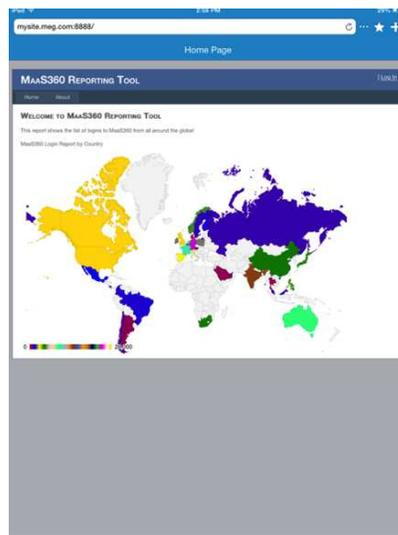 iPad
2:58 PM
29%
mysite.meg.com:8888/
Home Page
MaaS360 Reporting Tool
Home About
Welcome to MaaS360 Reporting Tool
This report shows the list of logins to MaaS360 from all around the globe!
MaaS360 Login Report by Country
0